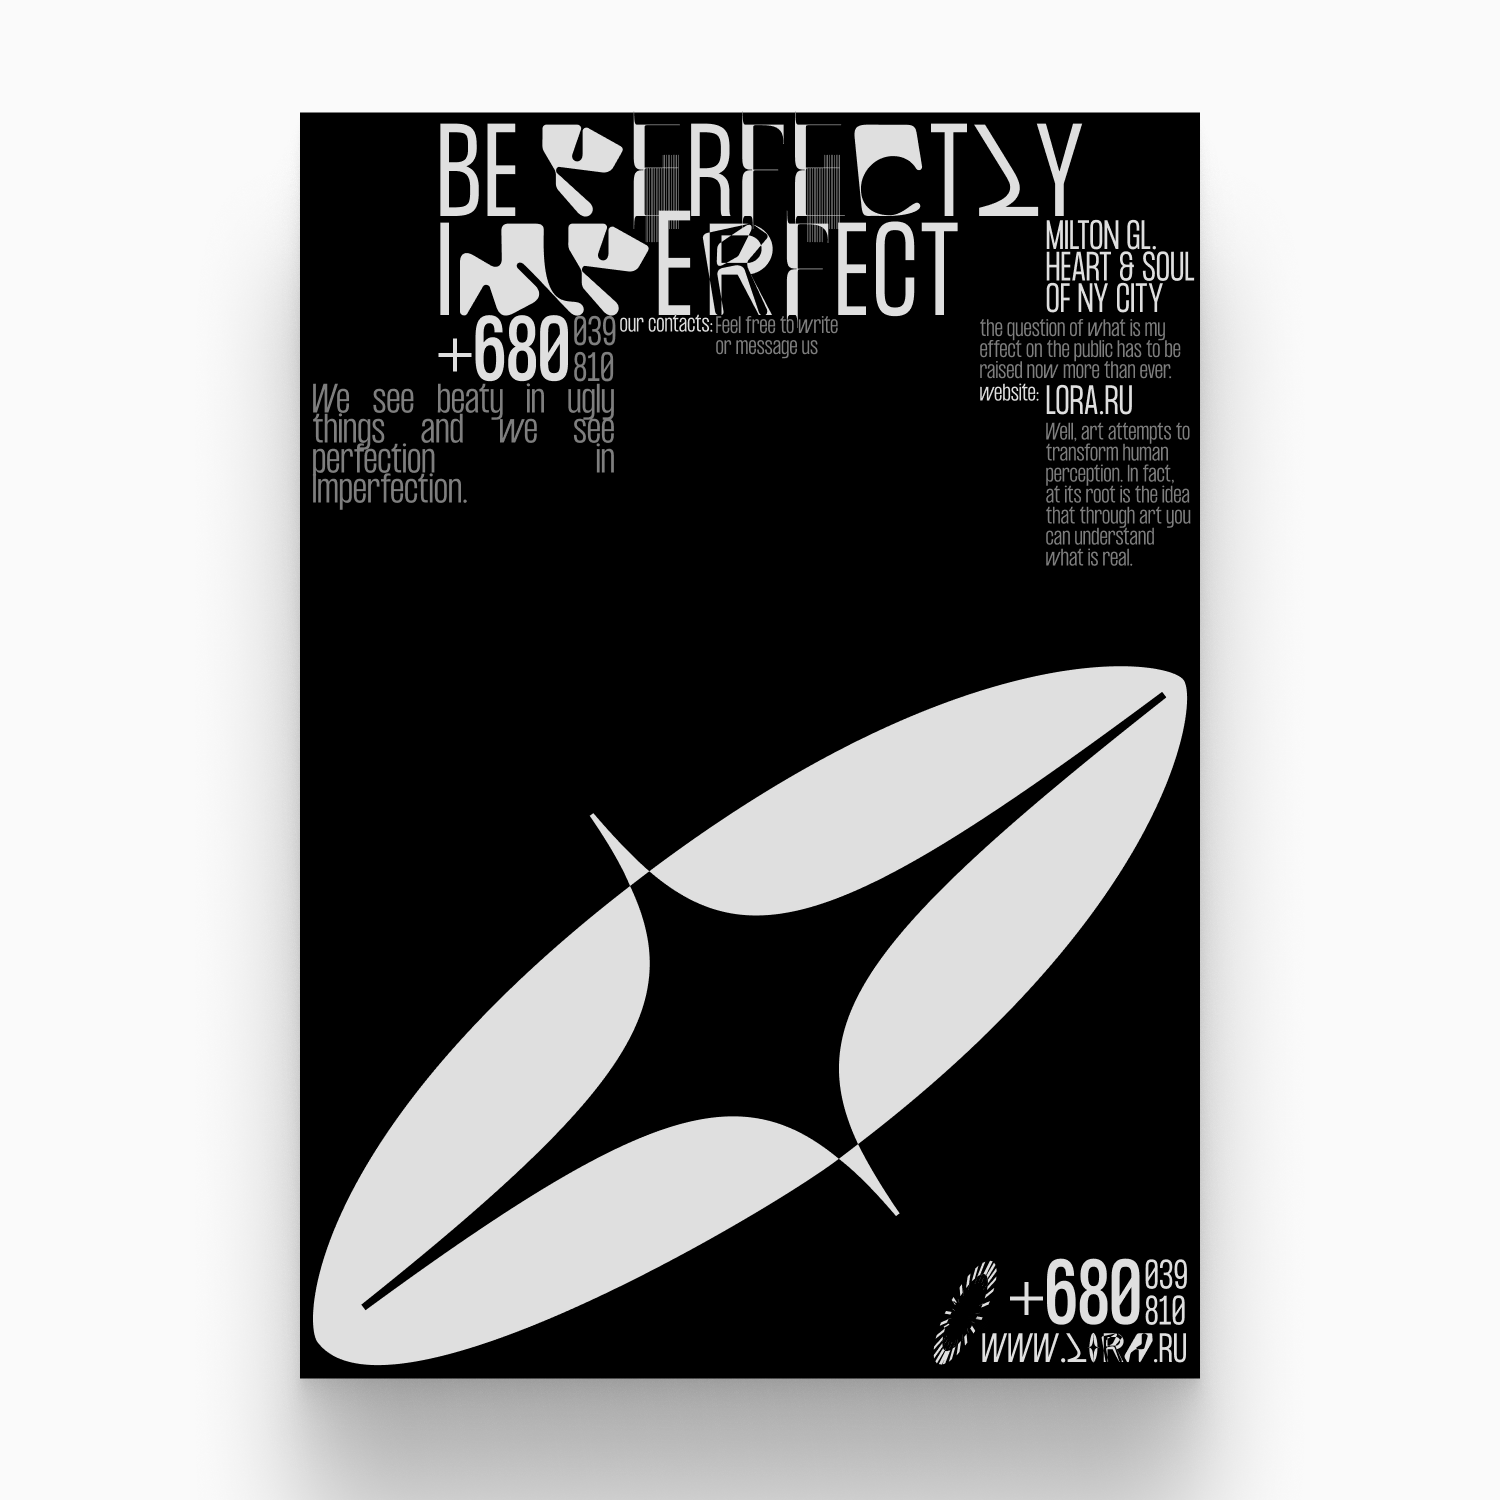 BE PERFECTLY
IMPERFECT
MILTON GL.
HEART & SOUL
OF NY CITY
+680 039
810
our contacts: Feel free to write
or message us
the question of what is my
effect on the public has to be
raised now more than ever.
website: LORA.RU
We see beaty in ugly
things and we see
perfection in
Imperfection.
Well, art attempts to
transform human
perception. In fact,
at its root is the idea
that through art you
can understand
what is real.
+680 039
810
WWW.LORA.RU